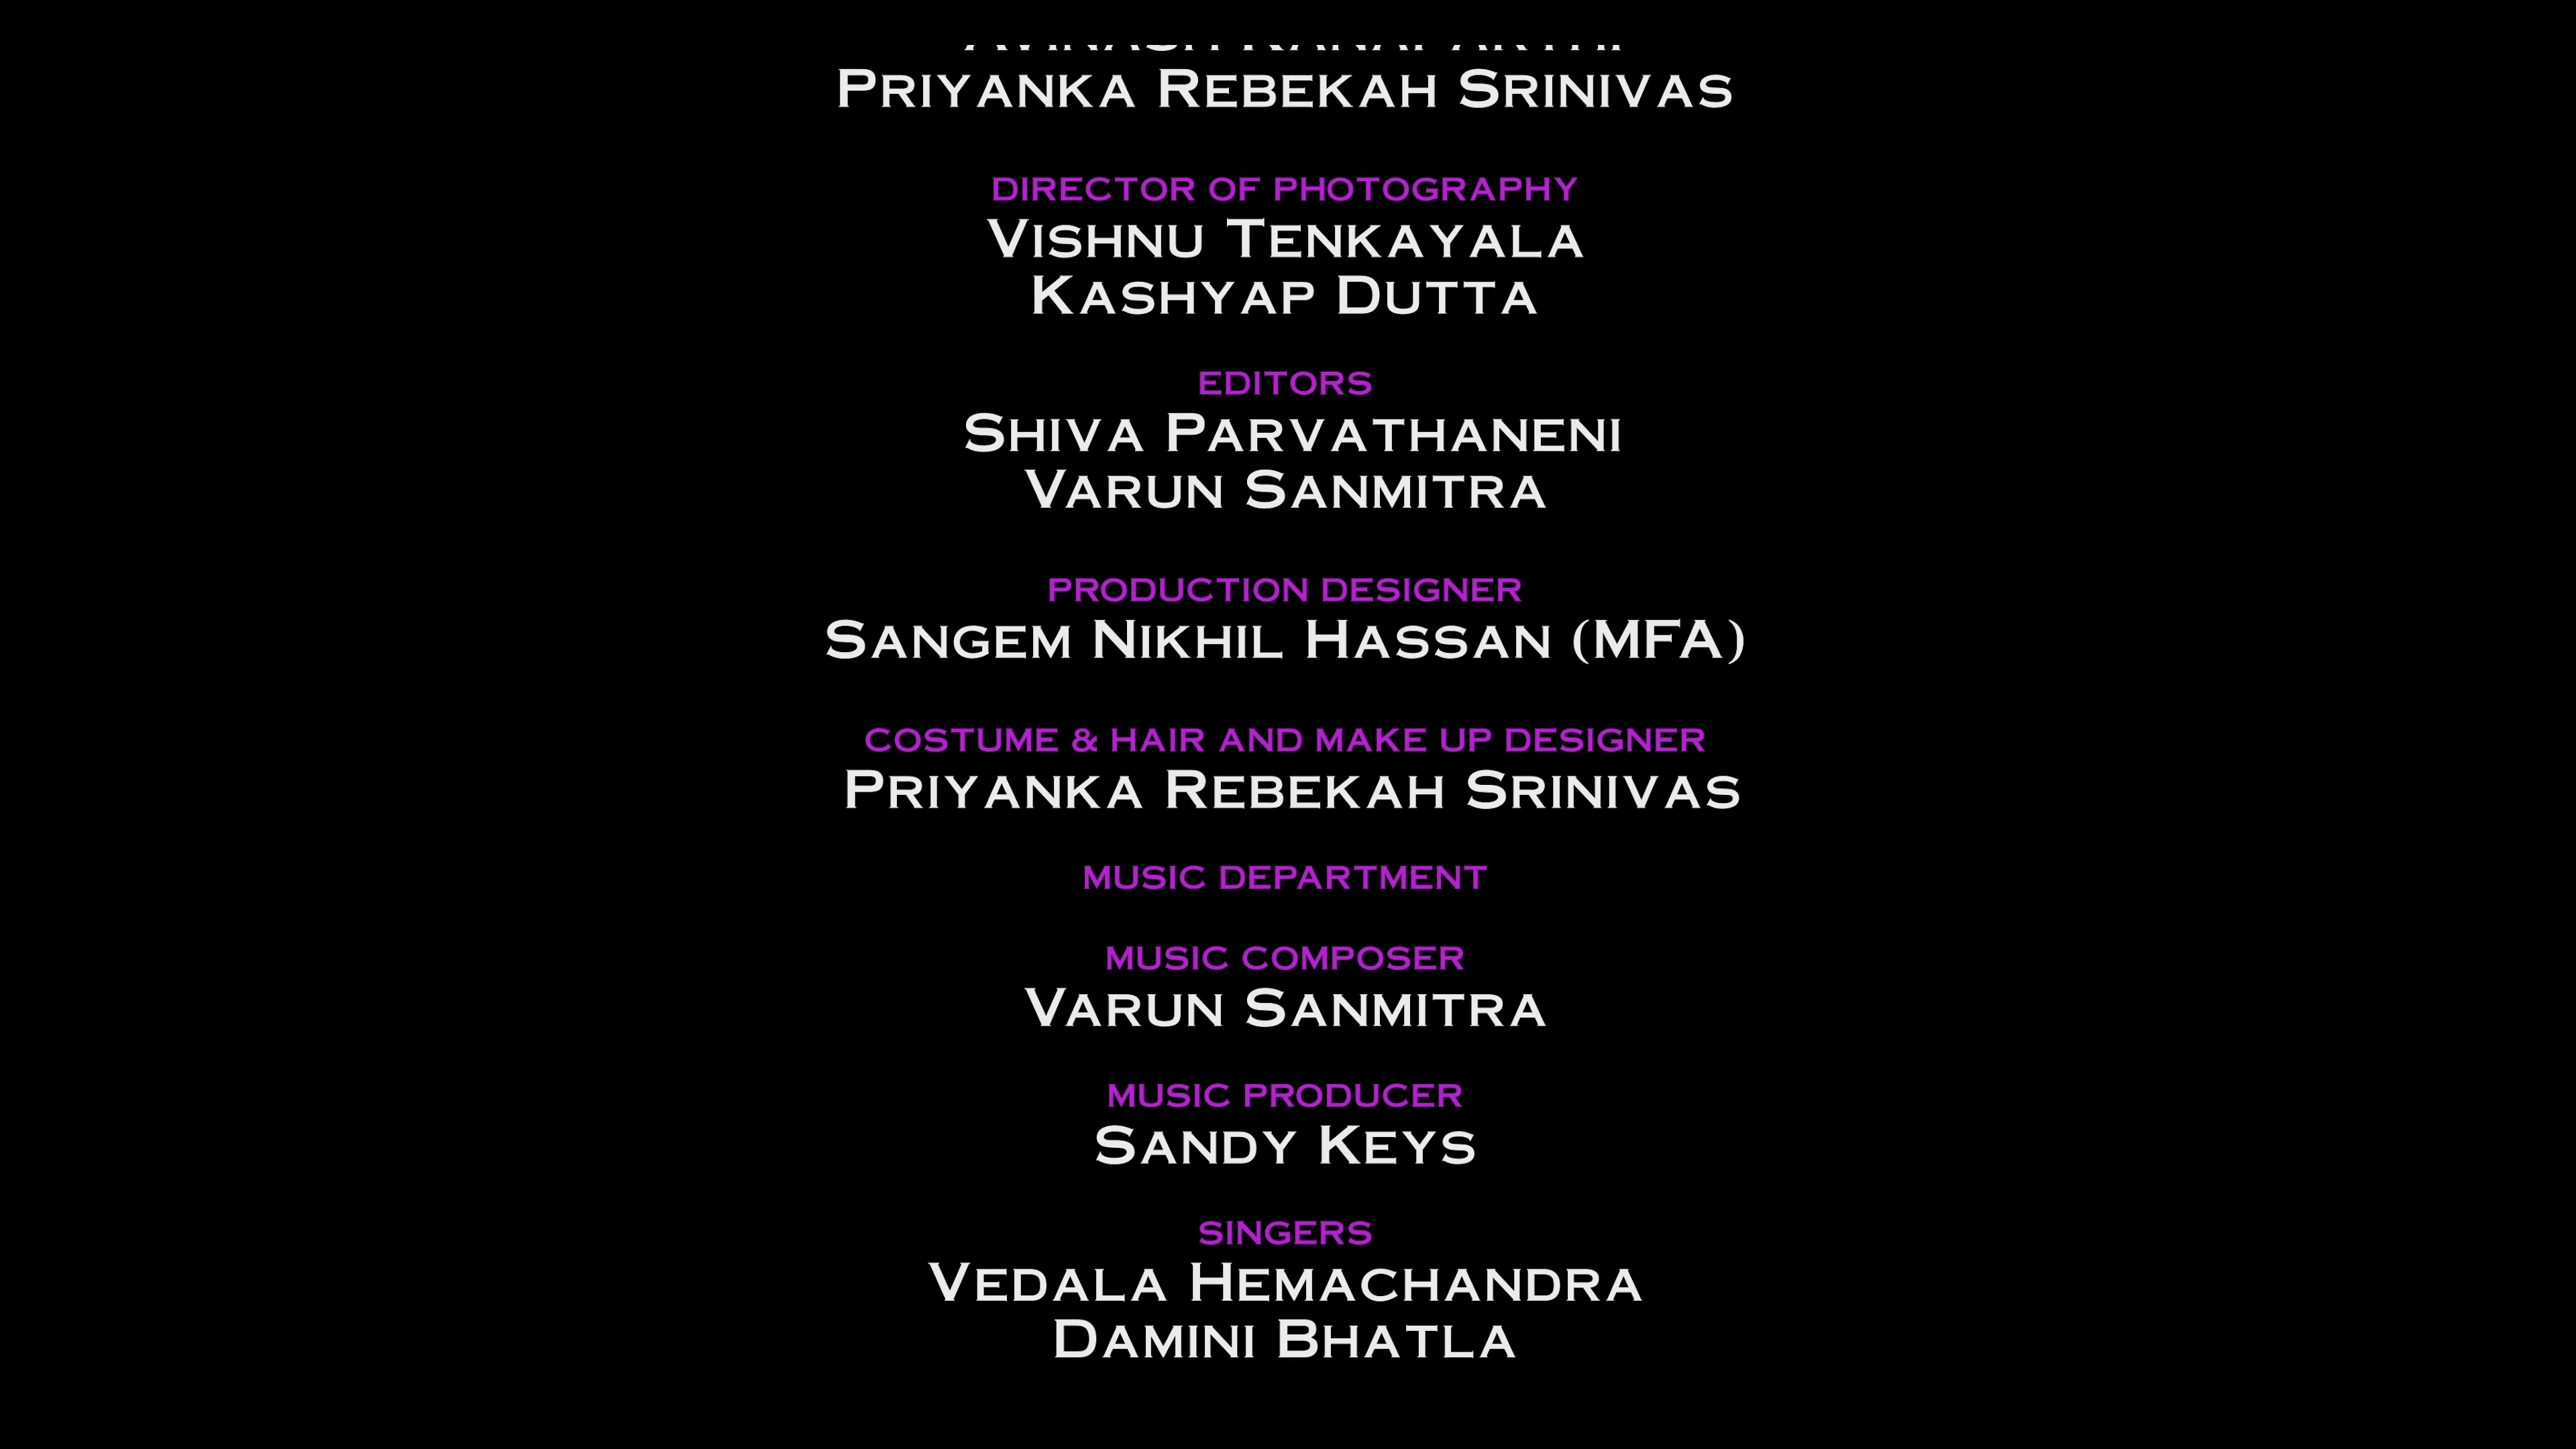 Priyanka Rebekah Srinivas
DIRECTOR OF PHOTOGRAPHY
Vishnu Tenkayala
Kashyap Dutta
EDITORS
Shiva Parvathaneni
Varun Sanmitra
PRODUCTION DESIGNER
Sangem Nikhil Hassan (MFA)
COSTUME & HAIR AND MAKE UP DESIGNER
Priyanka Rebekah Srinivas
MUSIC DEPARTMENT
MUSIC COMPOSER
Varun Sanmitra
MUSIC PRODUCER
Sandy Keys
SINGERS
Vedala Hemachandra
Damini Bhatla